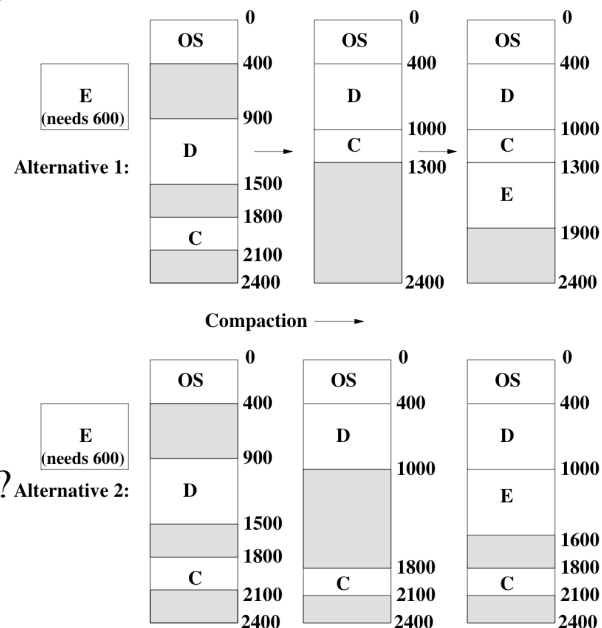 0 0 0
OS OS OS
400 400 400
E
(needs 600)
D D
900
1000 1000
D C C
Alternative 1:
1300 1300
1500
E
1800
C
1900
2100
2400 2400 2400
Compaction
0 0 0
OS OS OS
400 400 400
E
(needs 600)
D D
900
1000 1000
? Alternative 2:
D E
1500
1600
1800 1800 1800
C C C
2100 2100 2100
2400 2400 2400